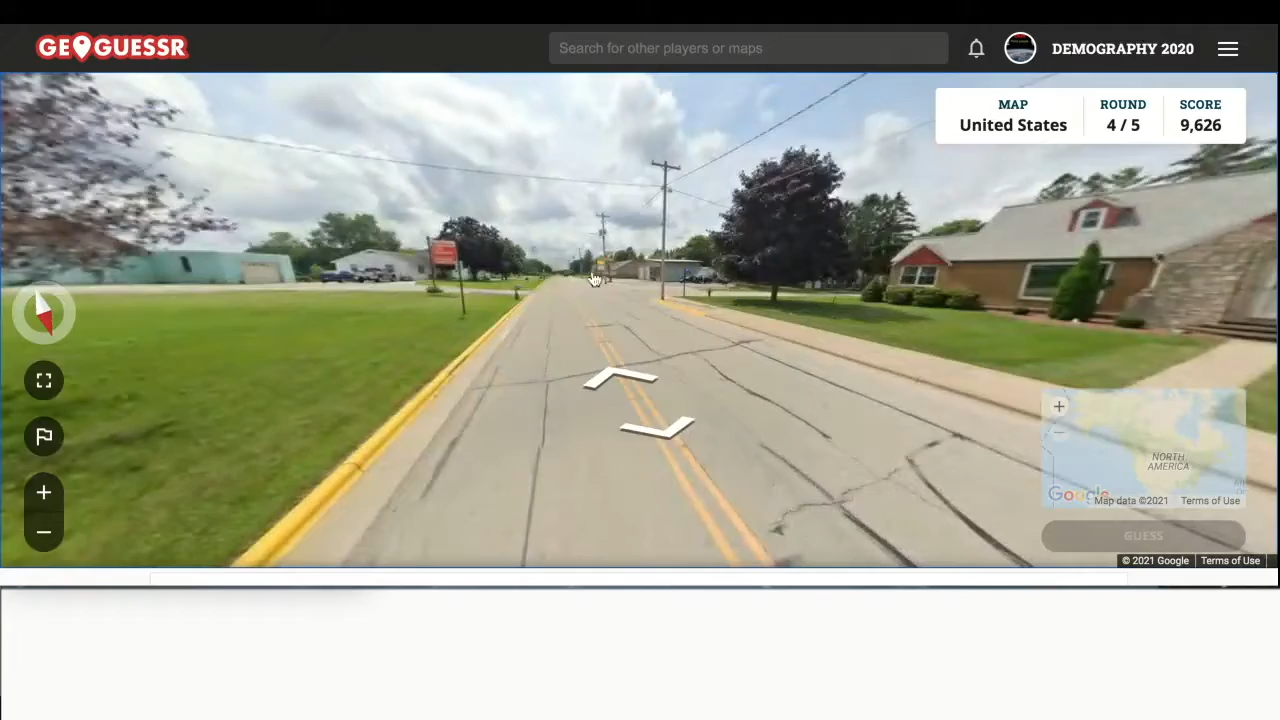 GEOGUESSR
Search for other players or maps
DEMOGRAPHY 2020
MAP
United States
ROUND
4 / 5
SCORE
9,626
NORTH
AMERICA
Google
Map data ©2021
Terms of Use
GUESS
© 2021 Google
Terms of Use